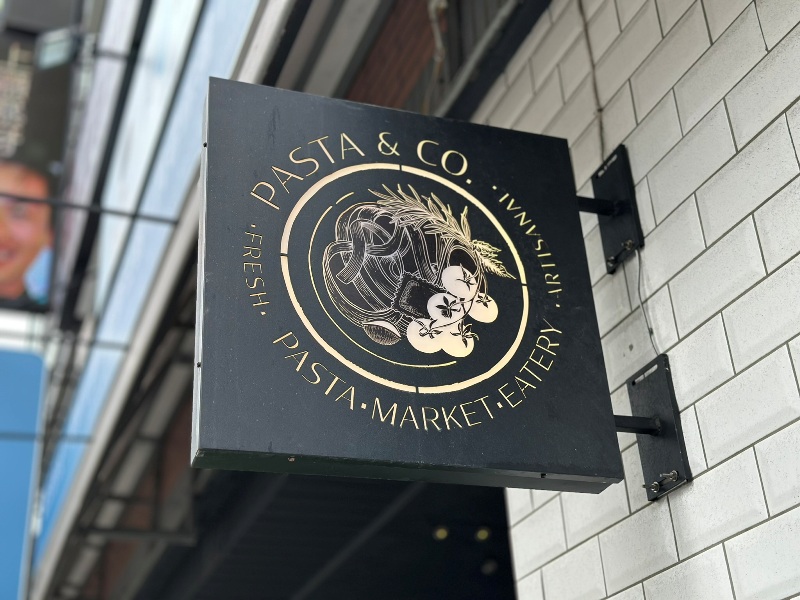 PASTA & CO.
·FRESH·
·ARTISANAL·
PASTA·MARKET·EATERY